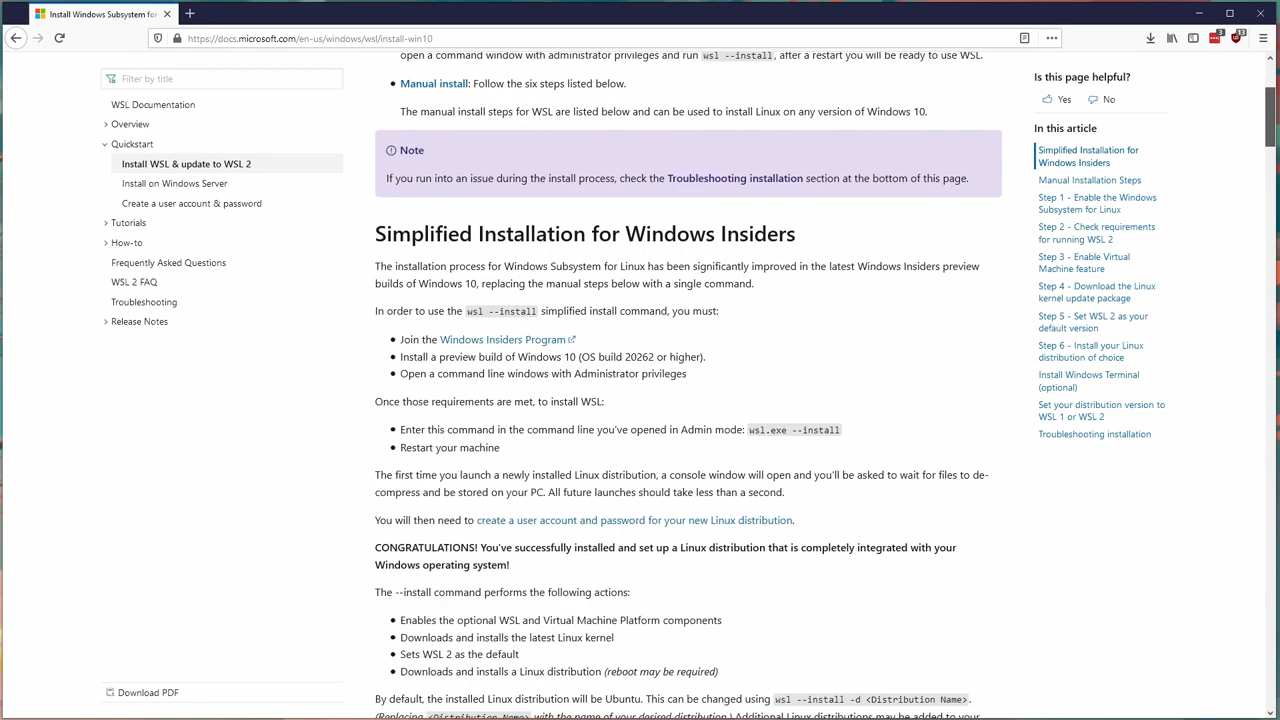 Install Windows Subsystem for
https://docs.microsoft.com/en-us/windows/wsl/install-win10
3
13
Filter by title
WSL Documentation
Overview
Quickstart
Install WSL & update to WSL 2
Install on Windows Server
Create a user account & password
Tutorials
How-to
Frequently Asked Questions
WSL 2 FAQ
Troubleshooting
Release Notes
Download PDF
open a command window with administrator privileges and run wsl --install, after a restart you will be ready to use WSL.
Manual install: Follow the six steps listed below.
The manual install steps for WSL are listed below and can be used to install Linux on any version of Windows 10.
Note
If you run into an issue during the install process, check the Troubleshooting installation section at the bottom of this page.
Simplified Installation for Windows Insiders
The installation process for Windows Subsystem for Linux has been significantly improved in the latest Windows Insiders preview
builds of Windows 10, replacing the manual steps below with a single command.
In order to use the wsl --install simplified install command, you must:
Join the Windows Insiders Program
Install a preview build of Windows 10 (OS build 20262 or higher).
Open a command line windows with Administrator privileges
Once those requirements are met, to install WSL:
Enter this command in the command line you've opened in Admin mode: wsl.exe --install
Restart your machine
The first time you launch a newly installed Linux distribution, a console window will open and you'll be asked to wait for files to de-
compress and be stored on your PC. All future launches should take less than a second.
You will then need to create a user account and password for your new Linux distribution.
CONGRATULATIONS! You've successfully installed and set up a Linux distribution that is completely integrated with your
Windows operating system!
The --install command performs the following actions:
Enables the optional WSL and Virtual Machine Platform components
Downloads and installs the latest Linux kernel
Sets WSL 2 as the default
Downloads and installs a Linux distribution (reboot may be required)
By default, the installed Linux distribution will be Ubuntu. This can be changed using wsl --install -d <Distribution Name>.
(Replacing <Distribution Name> with the name of your desired distribution.) Additional Linux distributions may be added to your
Is this page helpful?
Yes
No
In this article
Simplified Installation for
Windows Insiders
Manual Installation Steps
Step 1 - Enable the Windows
Subsystem for Linux
Step 2 - Check requirements
for running WSL 2
Step 3 - Enable Virtual
Machine feature
Step 4 - Download the Linux
kernel update package
Step 5 - Set WSL 2 as your
default version
Step 6 - Install your Linux
distribution of choice
Install Windows Terminal
(optional)
Set your distribution version to
WSL 1 or WSL 2
Troubleshooting installation